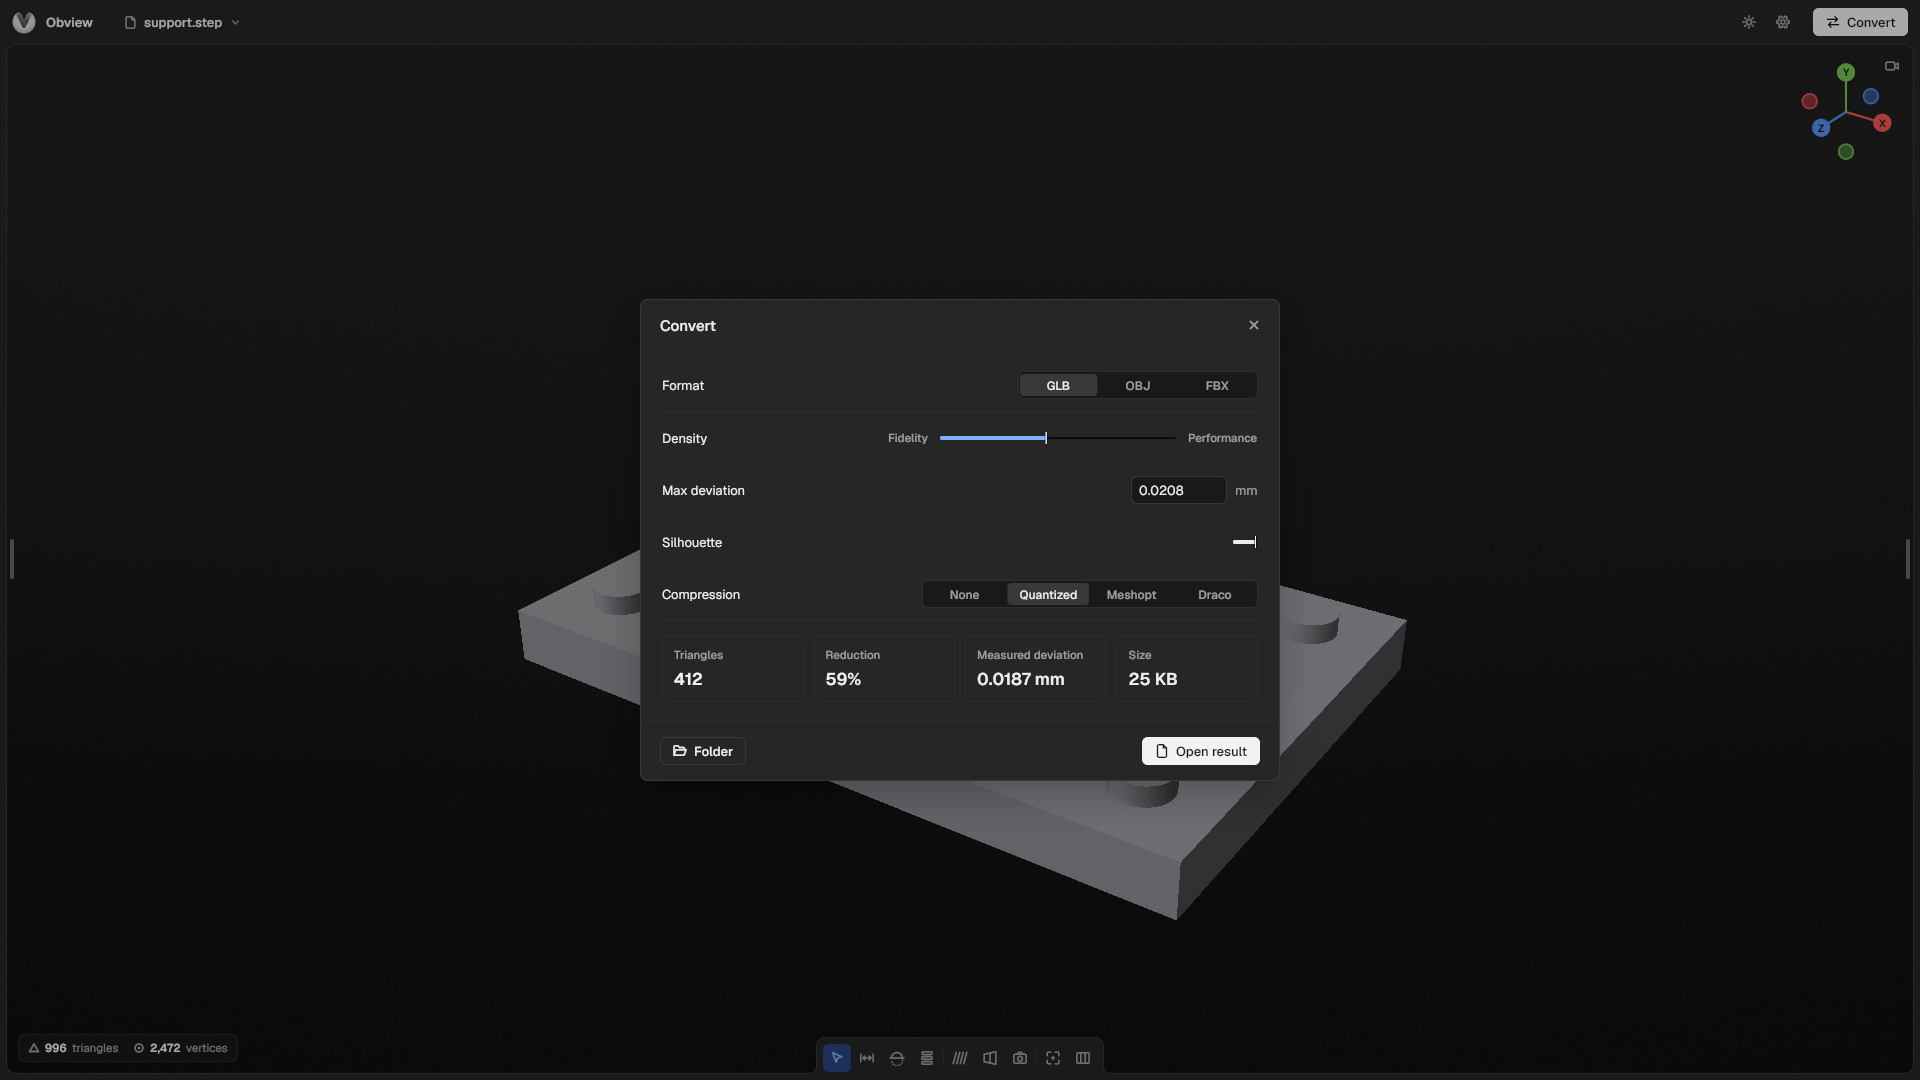 Obview
support.step
Convert
Y
X
Z
Convert
Format
GLB OBJ FBX
Density
Fidelity
Performance
Max deviation
0.0208 mm
Silhouette
Compression
None Quantized Meshopt Draco
Triangles
412
Reduction
59%
Measured deviation
0.0187 mm
Size
25 KB
Folder
Open result
996 triangles
2,472 vertices